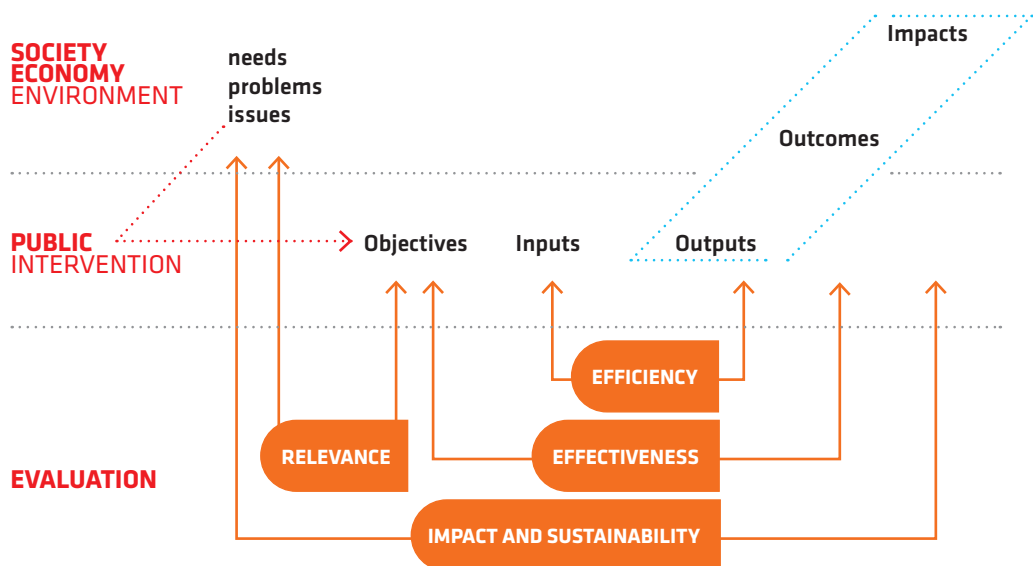 SOCIETY
ECONOMY
ENVIRONMENT
needs
problems
issues
Impacts
Outcomes
PUBLIC
INTERVENTION
Objectives
Inputs
Outputs
EVALUATION
EFFICIENCY
RELEVANCE
EFFECTIVENESS
IMPACT AND SUSTAINABILITY